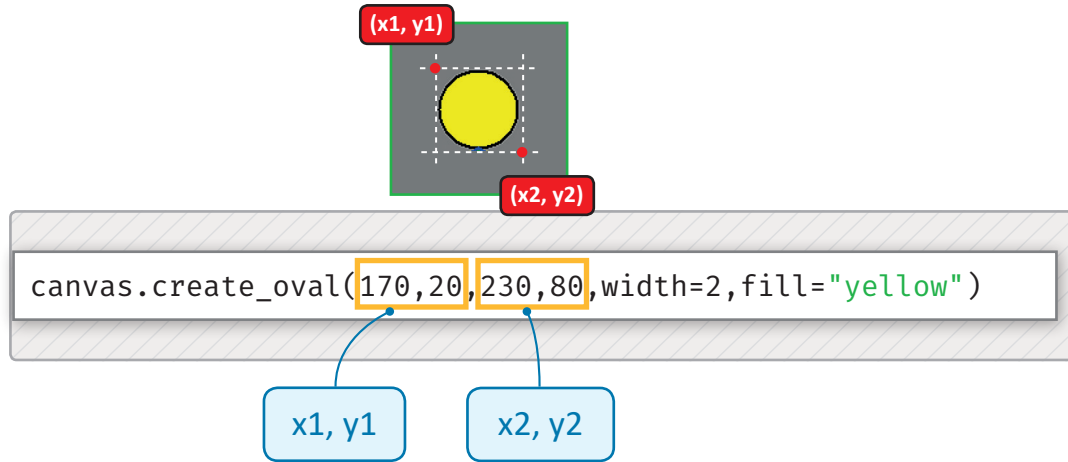 (x1, y1)
(x2, y2)
canvas.create_oval(170,20,230,80,width=2,fill="yellow")
x1, y1
x2, y2